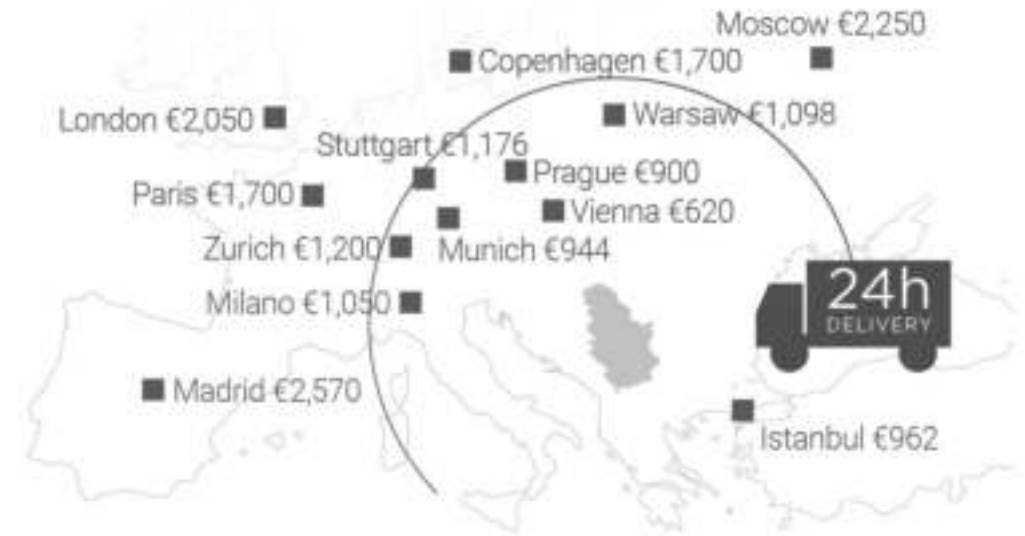 Moscow €2,250
Copenhagen €1,700
London €2,050
Warsaw €1,098
Stuttgart €1,176
Prague €900
Paris €1,700
Vienna €620
Zurich €1,200
Munich €944
24h
DELIVERY
Milano €1,050
Madrid €2,570
Istanbul €962